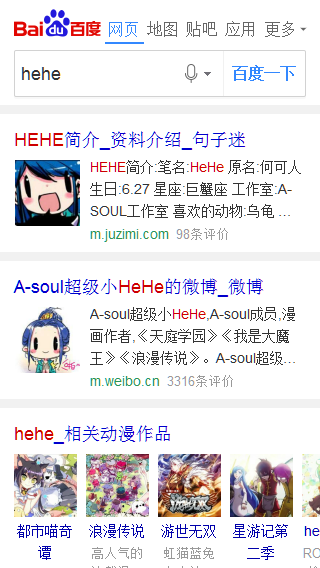 Bai du 百度 网页 地图 贴吧 应用 更多
hehe 百度一下
HEHE简介_资料介绍_句子迷
HEHE简介:笔名:HeHe 原名:何可人
生日:6.27 星座:巨蟹座 工作室:A-
SOUL工作室 喜欢的动物:乌龟 ...
m.juzimi.com 98条评价
A-soul超级小HeHe的微博_微博
A-soul超级小HeHe,A-soul成员,漫
画作者,《天庭学园》《我是大魔
王》《浪漫传说》。A-soul超级...
m.weibo.cn 3316条评价
hehe_相关动漫作品
都市喵奇 浪漫传说 游世无双 星游记第 he
谭 高人气的 虹猫蓝兔 二季